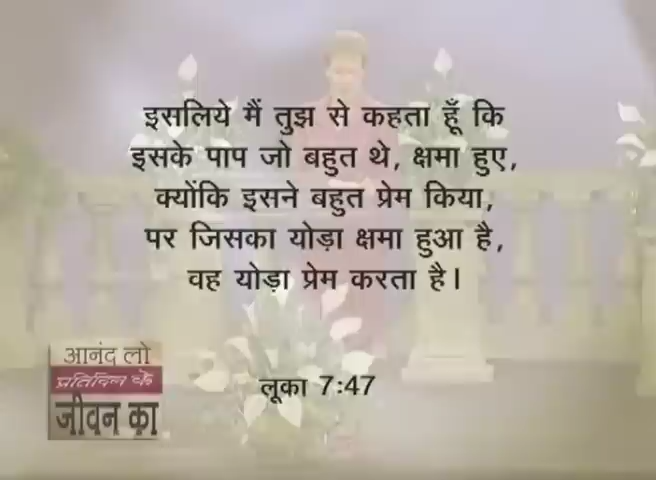 इसलिये मैं तुझ से कहता हूँ कि
इसके पाप जो बहुत थे, क्षमा हुए,
क्योंकि इसने बहुत प्रेम किया,
पर जिसका योड़ा क्षमा हुआ है,
वह योड़ा प्रेम करता है।
लूका 7:47
आनंद लो
प्रतिदिन के
जीवन का